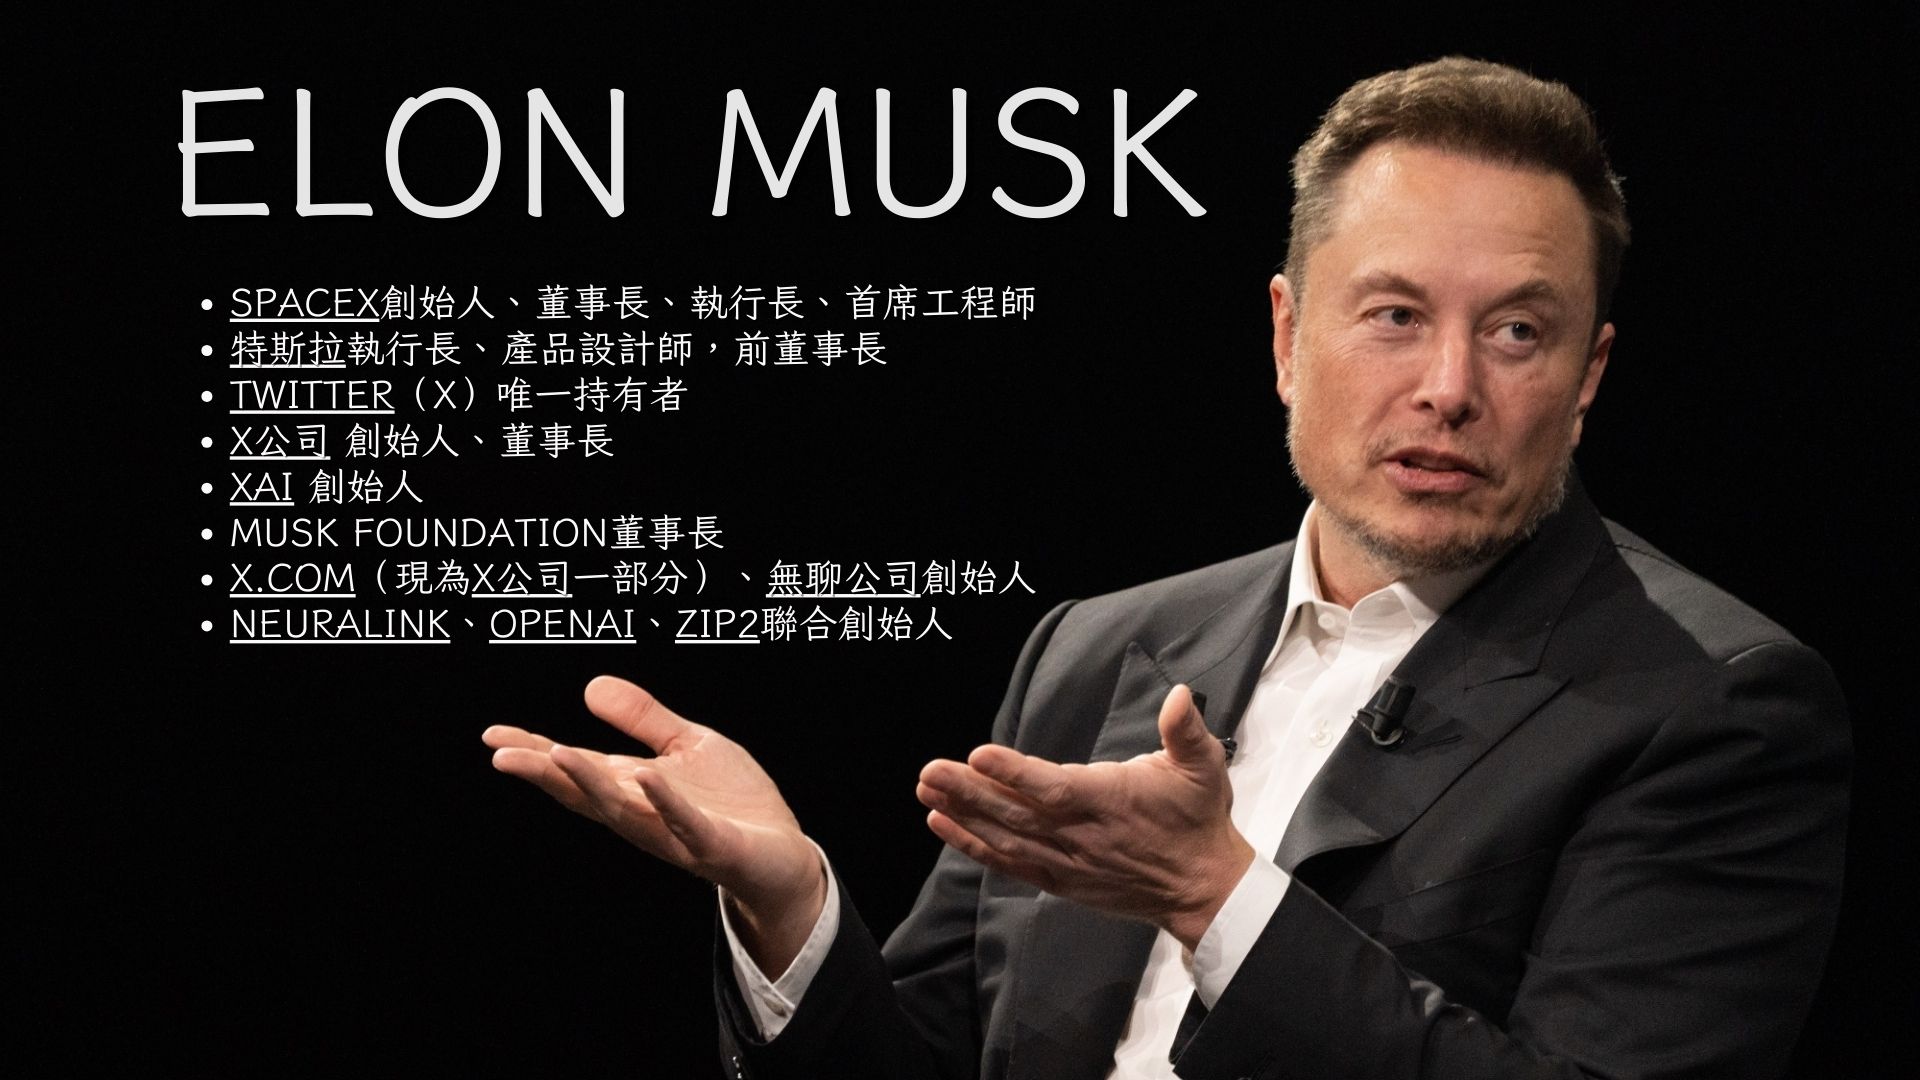 ELON MUSK
SPACEX創始人、董事長、執行長、首席工程師
特斯拉執行長、產品設計師，前董事長
TWITTER（X）唯一持有者
X公司 創始人、董事長
XAI 創始人
MUSK FOUNDATION董事長
X.COM（現為X公司一部分）、無聊公司創始人
NEURALINK、OPENAI、ZIP2聯合創始人